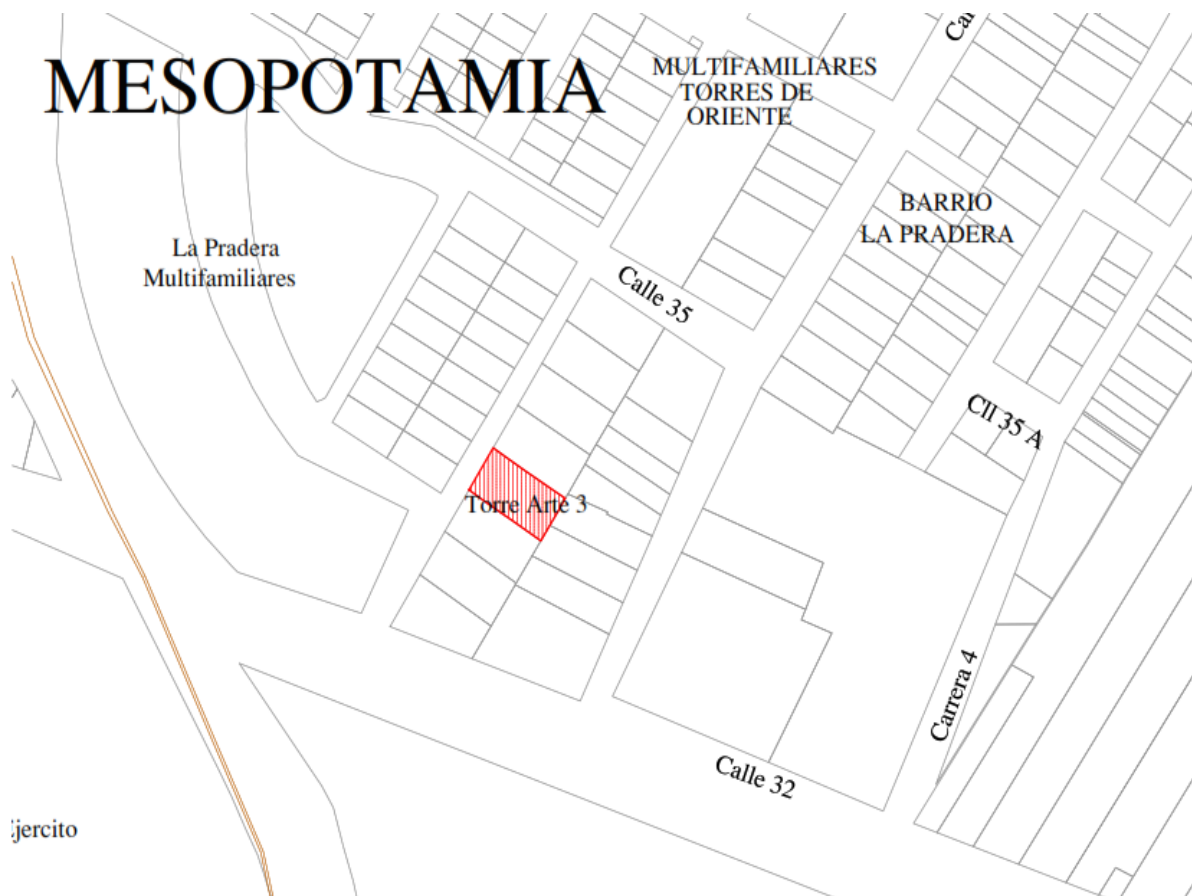 MESOPOTAMIA
MULTIFAMILIARES
TORRES DE
ORIENTE
BARRIO
LA PRADERA
La Pradera
Multifamiliares
Calle 35
Cll 35 A
Torre Arte 3
Carrera 4
Calle 32